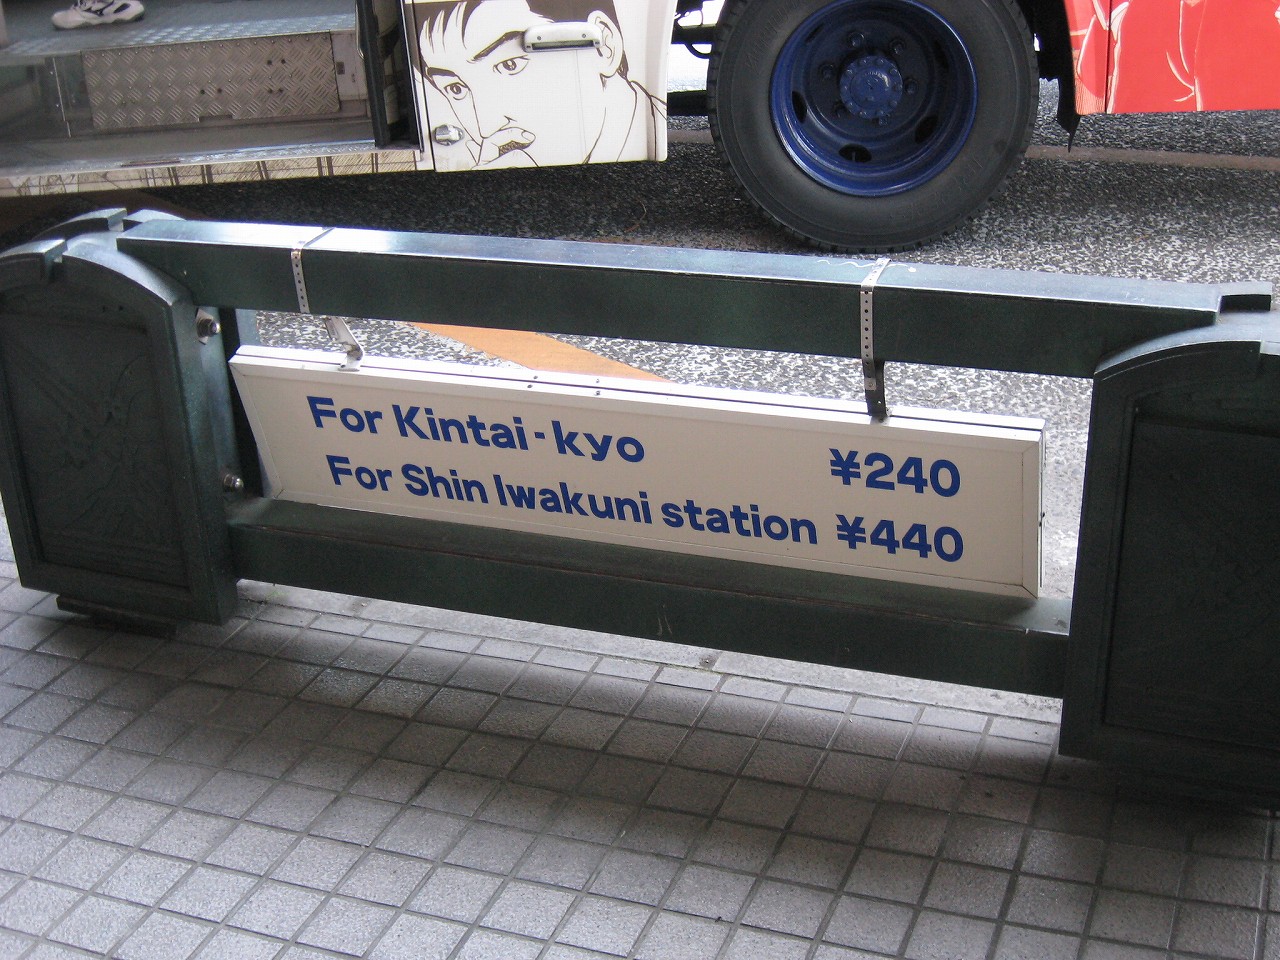 For Kintai-kyo ¥240
For Shin Iwakuni station ¥440